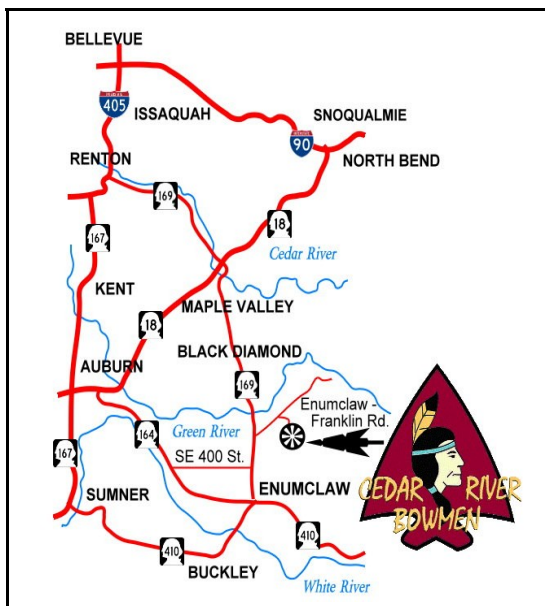 BELLEVUE
405
ISSAQUAH
SNOQUALMIE
90
NORTH BEND
RENTON
169
18
167
Cedar River
KENT
MAPLE VALLEY
18
BLACK DIAMOND
AUBURN
169
Enumclaw -
Franklin Rd.
Green River
164
SE 400 St.
167
SUMNER
ENUMCLAW
CEDAR RIVER
BOWMEN
410
410
BUCKLEY
White River